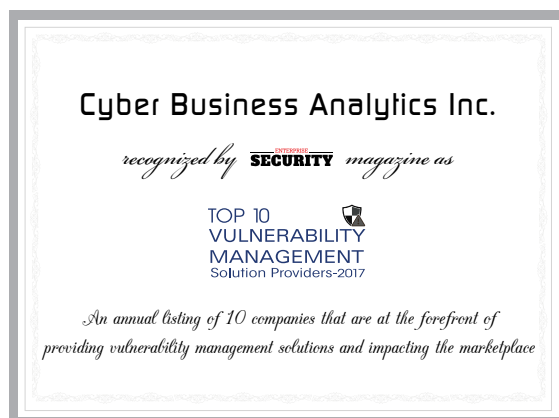 Cyber Business Analytics Inc.
recognized by ENTERPRISE SECURITY magazine as
TOP 10
VULNERABILITY
MANAGEMENT
Solution Providers-2017
An annual listing of 10 companies that are at the forefront of
providing vulnerability management solutions and impacting the marketplace